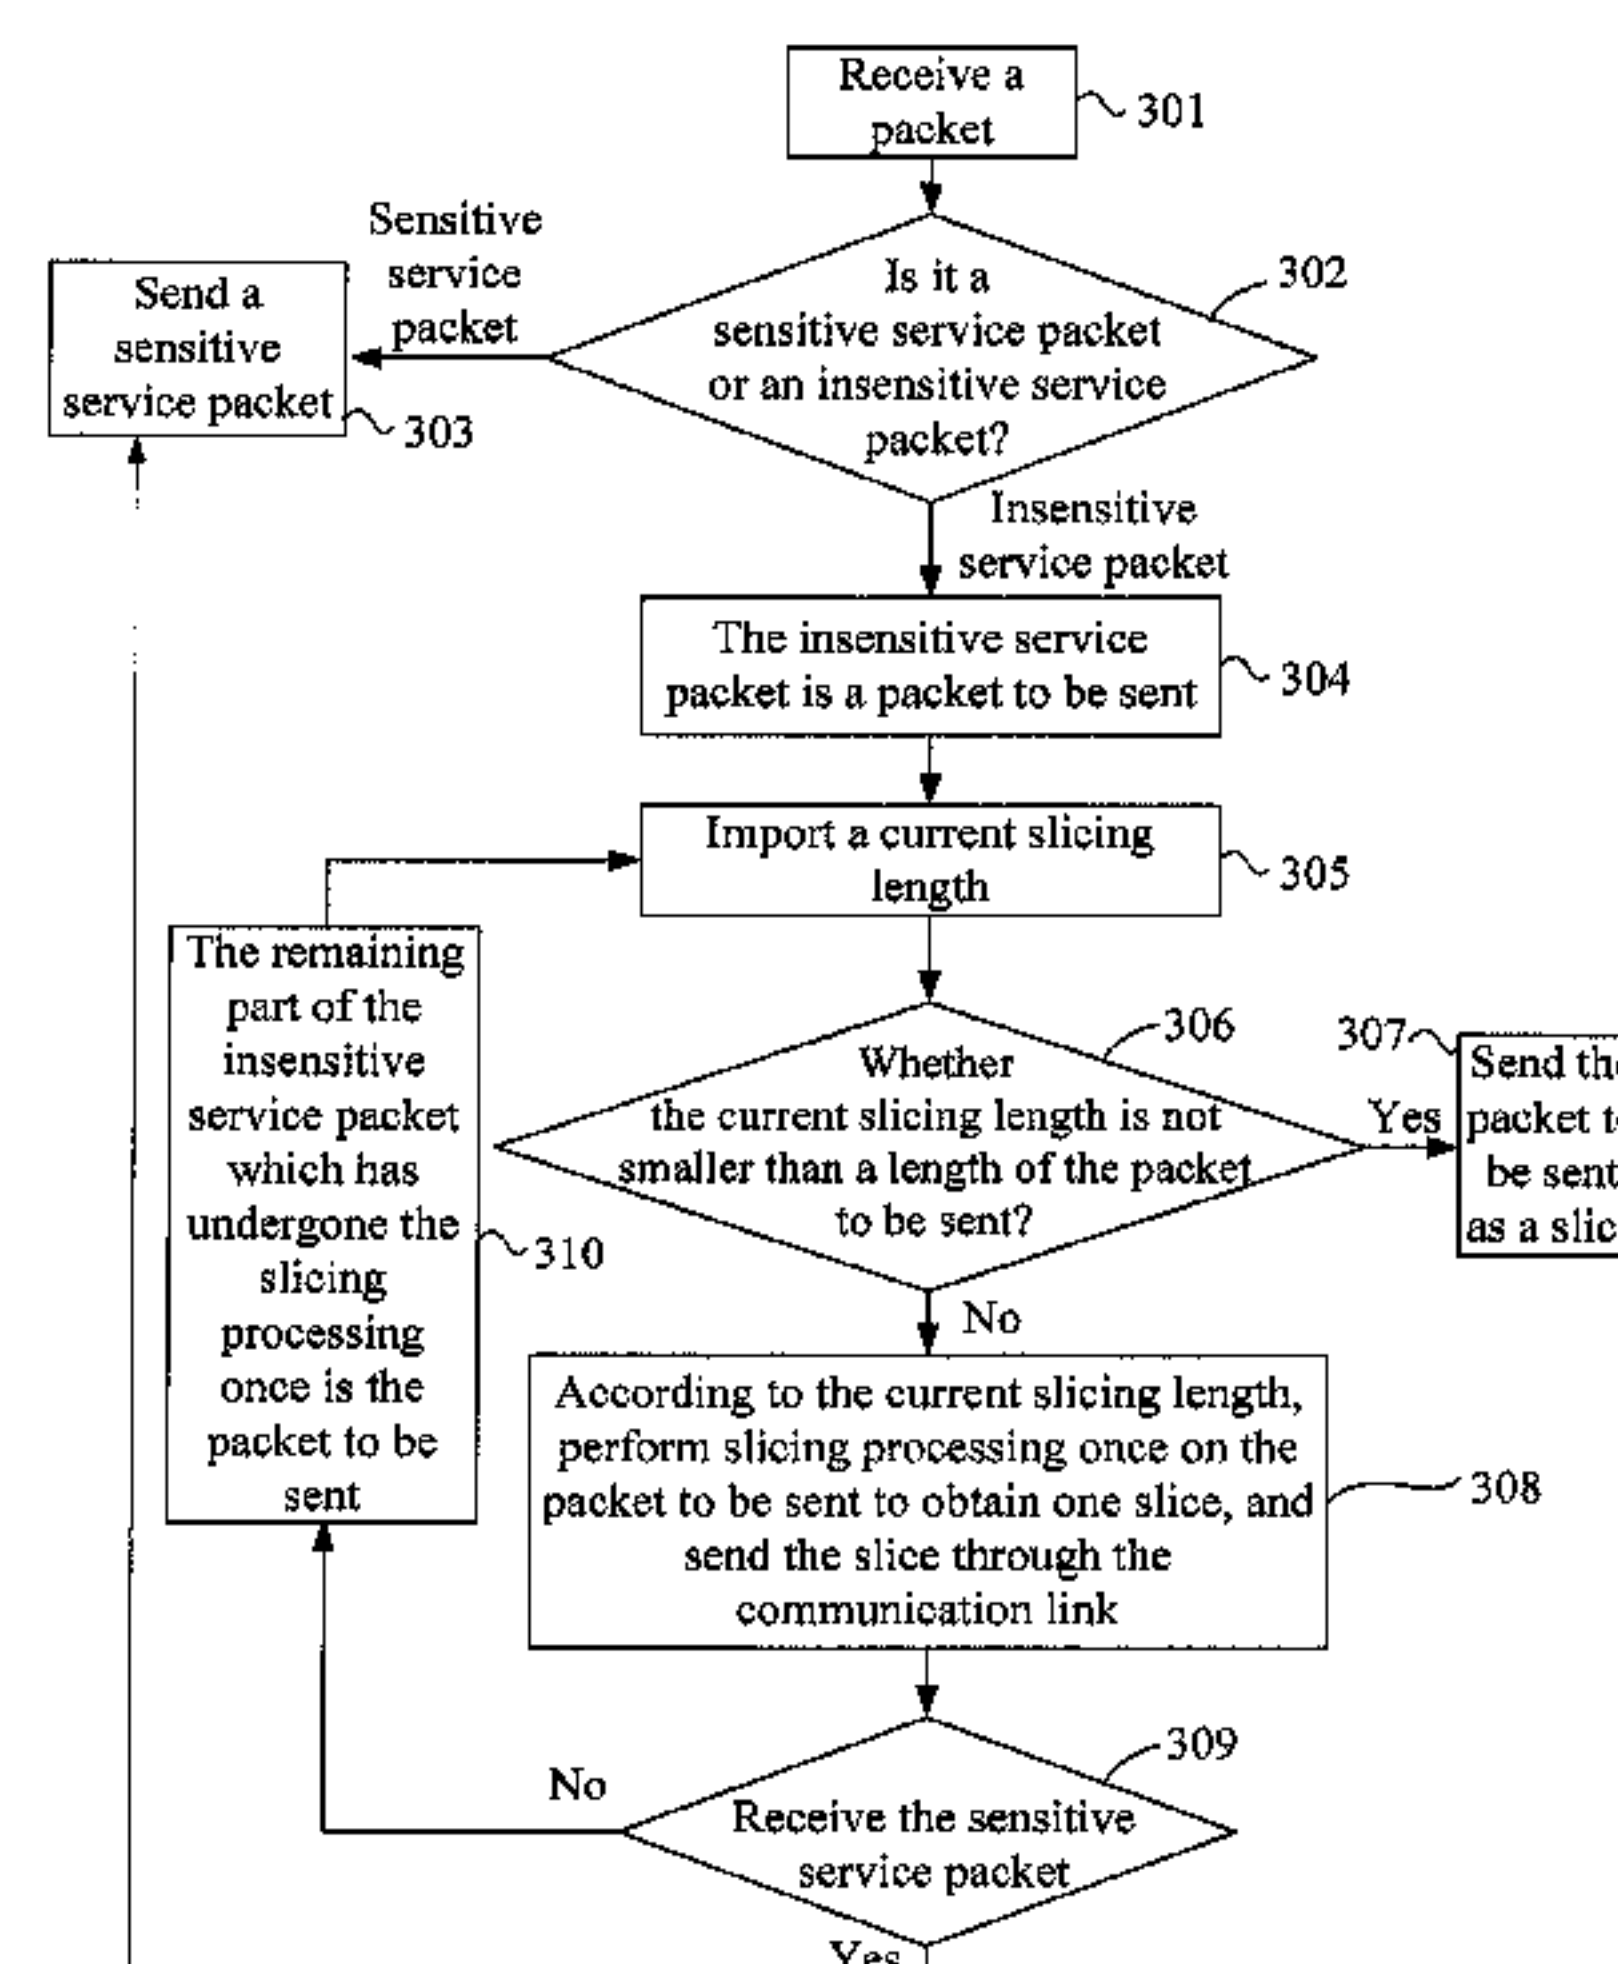 Receive a
packet
301
Sensitive
service
packet
Is it a
sensitive service packet
or an insensitive service
packet?
302
Send a
sensitive
service packet
303
Insensitive
service packet
The insensitive service
packet is a packet to be sent
304
Import a current slicing
length
305
The remaining
part of the
insensitive
service packet
which has
undergone the
slicing
processing
once is the
packet to be
sent
310
Whether
the current slicing length is not
smaller than a length of the packet
to be sent?
306
Yes
307
Send
packet
be sent
as a
No
According to the current slicing length,
perform slicing processing once on the
packet to be sent to obtain one slice, and
send the slice through the
communication link
308
Receive the sensitive
service packet
309
No
Yes